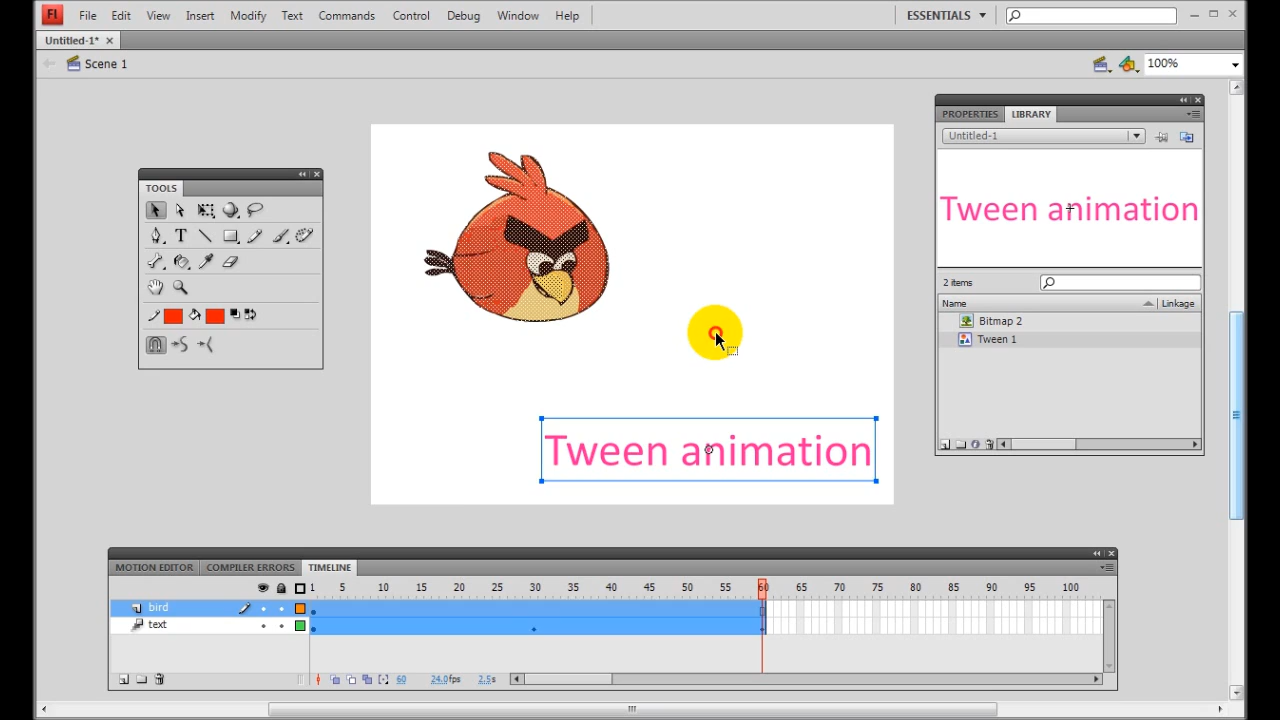 Fl File Edit View Insert Modify Text Commands Control Debug Window Help ESSENTIALS
Untitled-1*
Scene 1 100%
PROPERTIES LIBRARY
Untitled-1
Tween animation
2 items
Name Linkage
Bitmap 2
Tween 1
TOOLS
T
Tween animation
MOTION EDITOR COMPILER ERRORS TIMELINE
1 5 10 15 20 25 30 35 40 45 50 55 60 65 70 75 80 85 90 95 100
bird
text
60 24.0fps 2.5s